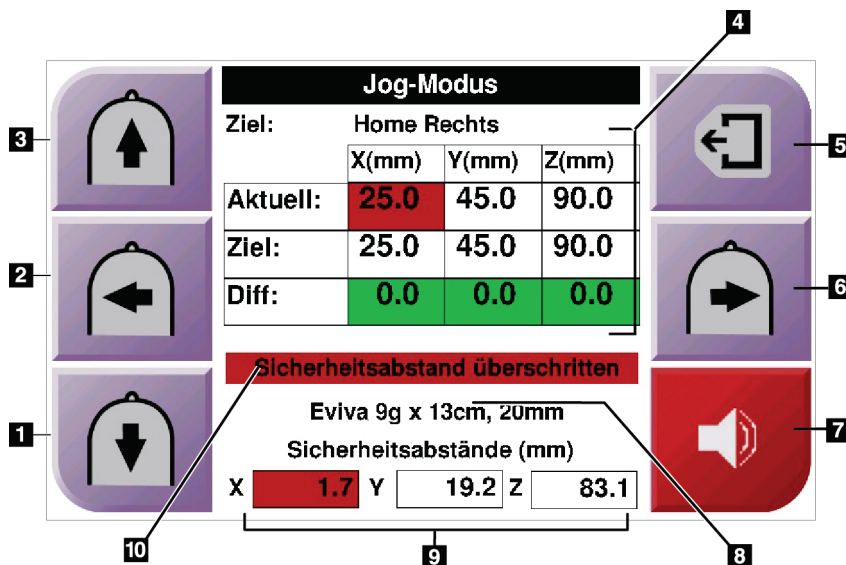 4
Jog-Modus
Ziel: Home Rechts
X(mm) Y(mm) Z(mm)
Aktuell: 25.0 45.0 90.0
Ziel: 25.0 45.0 90.0
Diff: 0.0 0.0 0.0
Sicherheitsabstand überschritten
Eviva 9g x 13cm, 20mm
Sicherheitsabstände (mm)
X 1.7 Y 19.2 Z 83.1
3
2
1
5
6
7
10
9
8